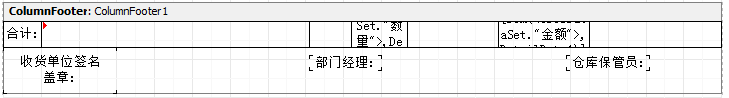 ColumnFooter: ColumnFooter1
合计:
Set."数
量">,De
aSet."金额">,
收货单位签名
盖章:
部门经理:
仓库保管员: